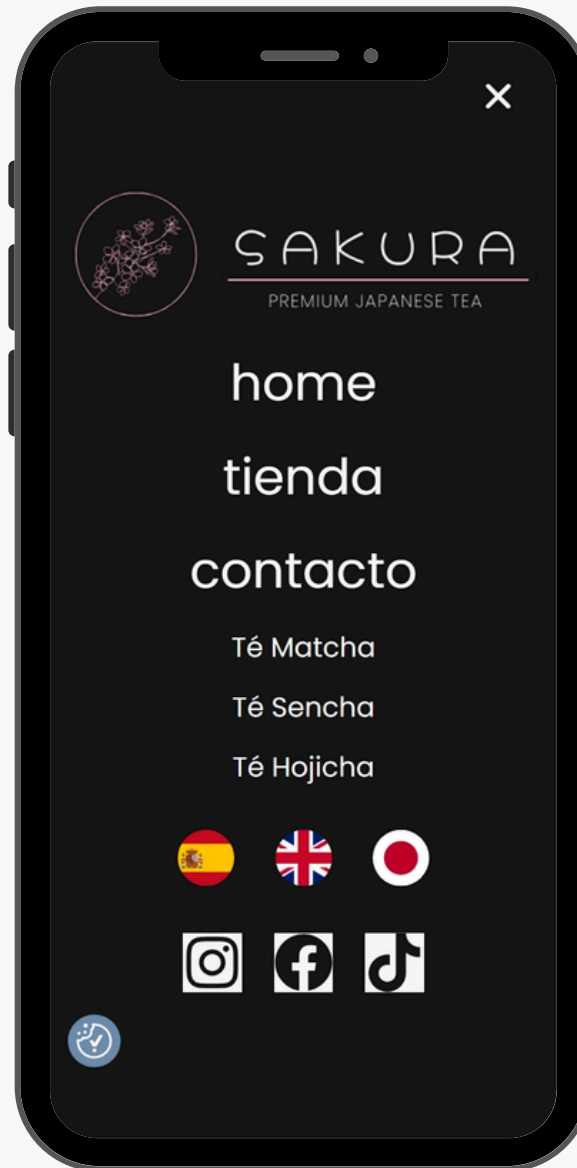 SAKURA
PREMIUM JAPANESE TEA
home
tienda
contacto
Té Matcha
Té Sencha
Té Hojicha